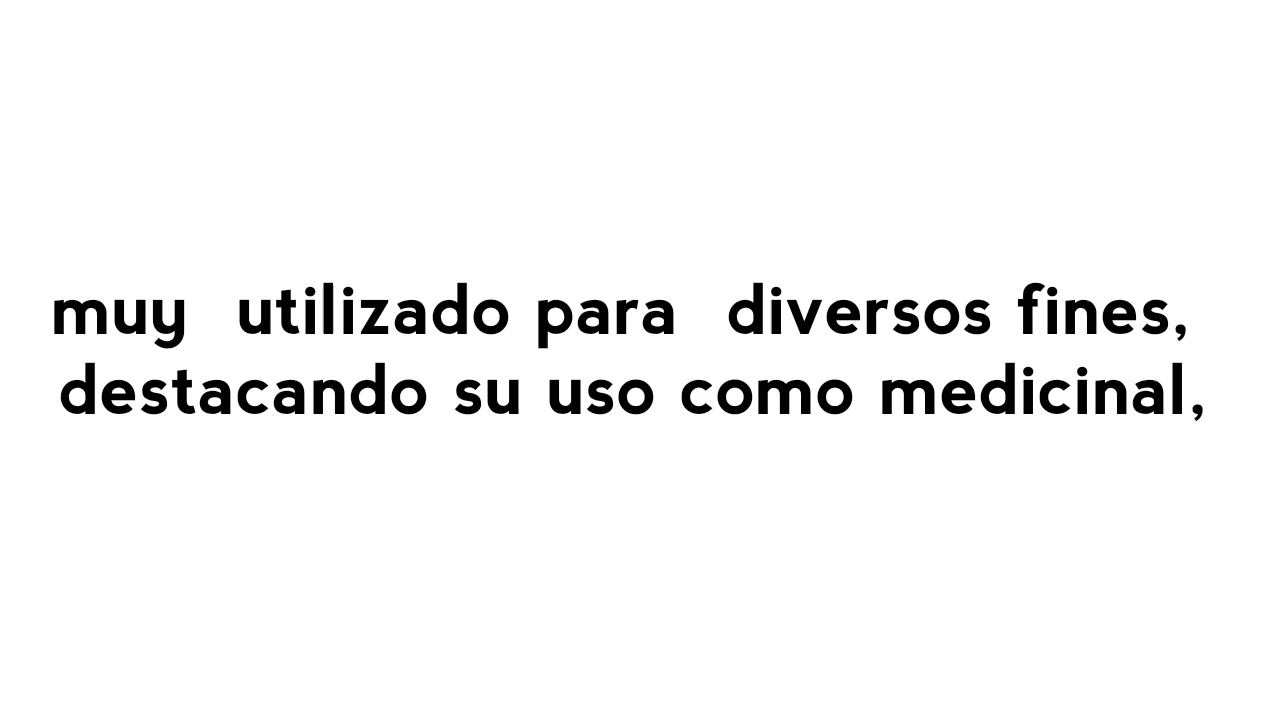 muy  utilizado para  diversos fines,
destacando su uso como medicinal,